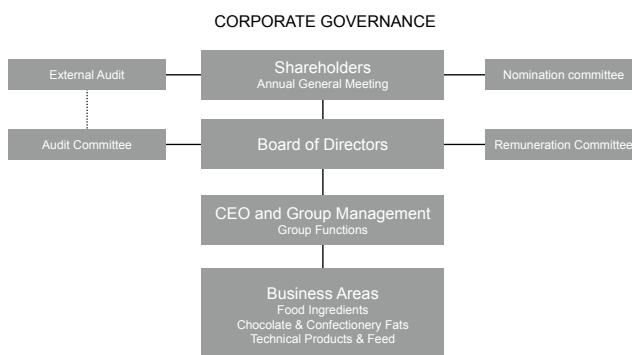 CORPORATE GOVERNANCE
External Audit
Shareholders
Annual General Meeting
Nomination committee
Audit Committee
Board of Directors
Remuneration Committee
CEO and Group Management
Group Functions
Business Areas
Food Ingredients
Chocolate & Confectionery Fats
Technical Products & Feed